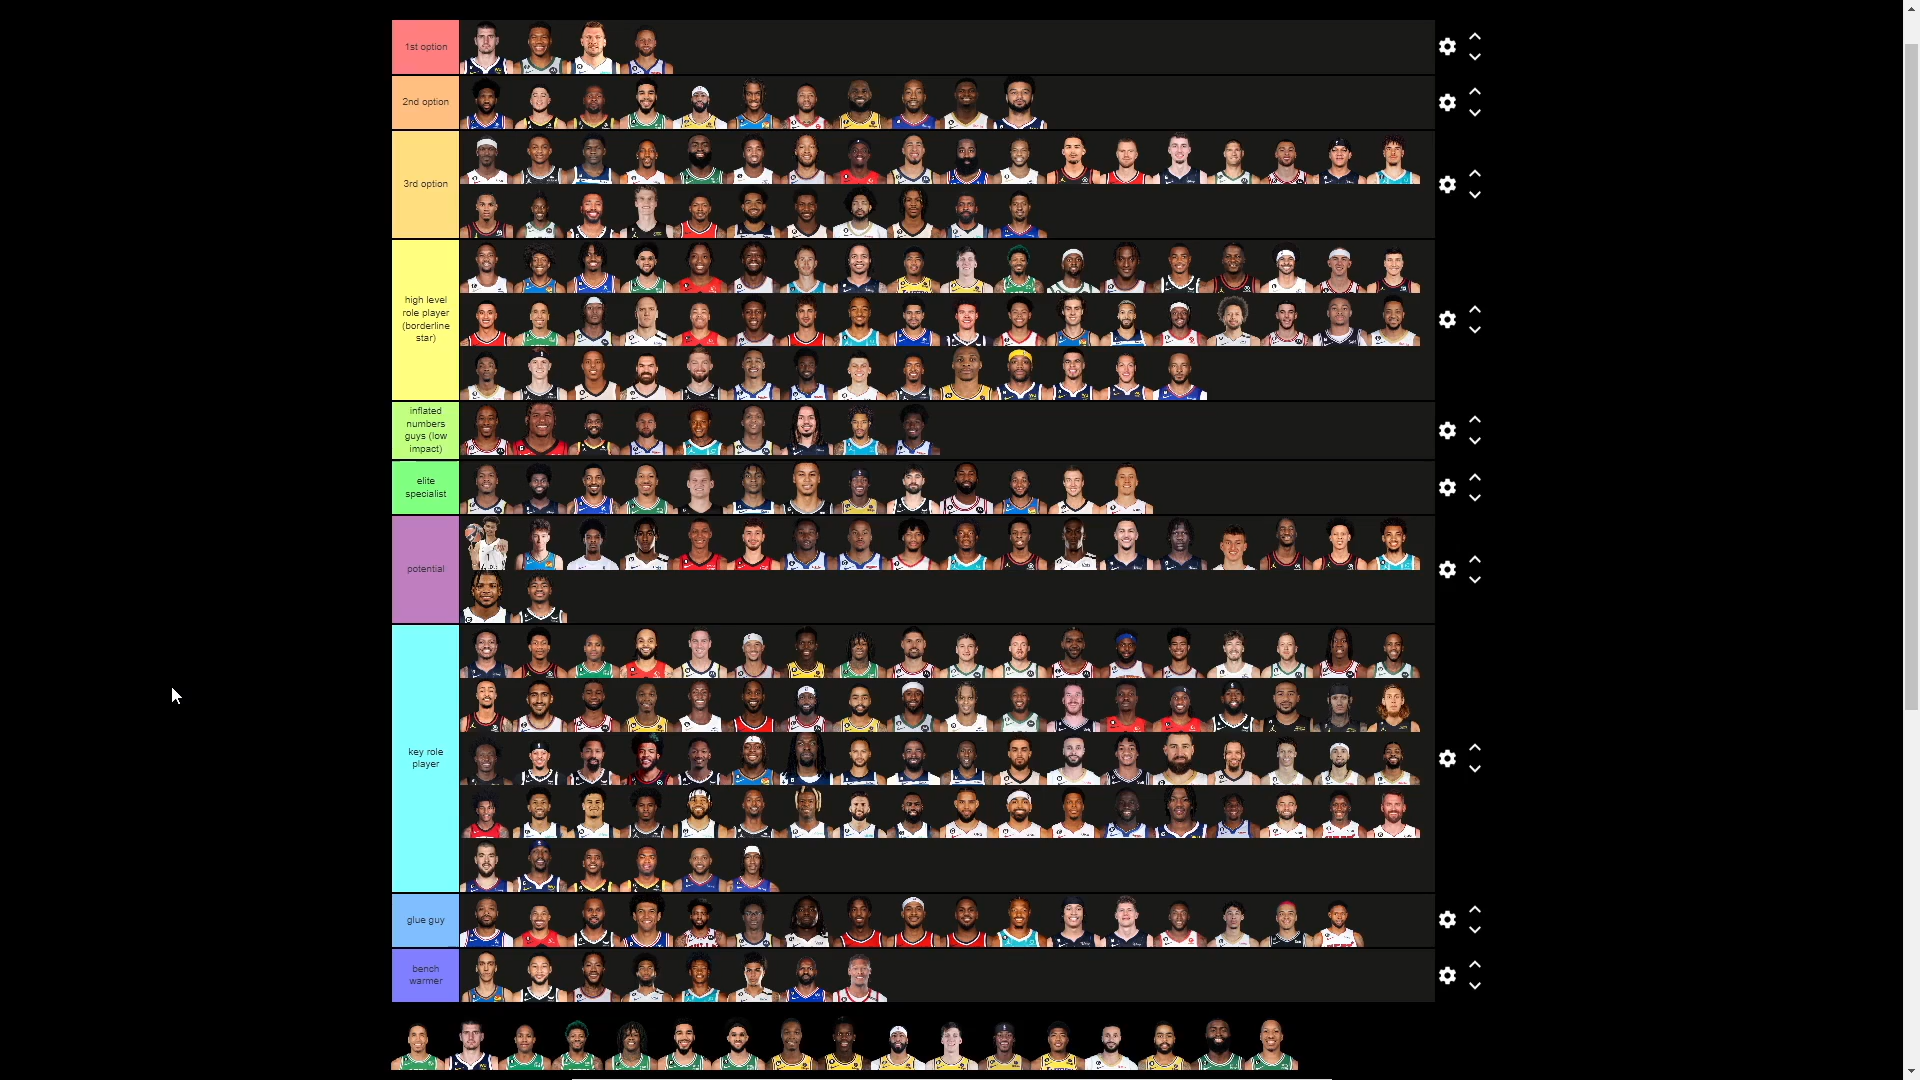 1st option
2nd option
3rd option
high level
role player
(borderline
star)
inflated
numbers
guys (low
impact)
elite
specialist
potential
key role
player
glue guy
bench
warmer